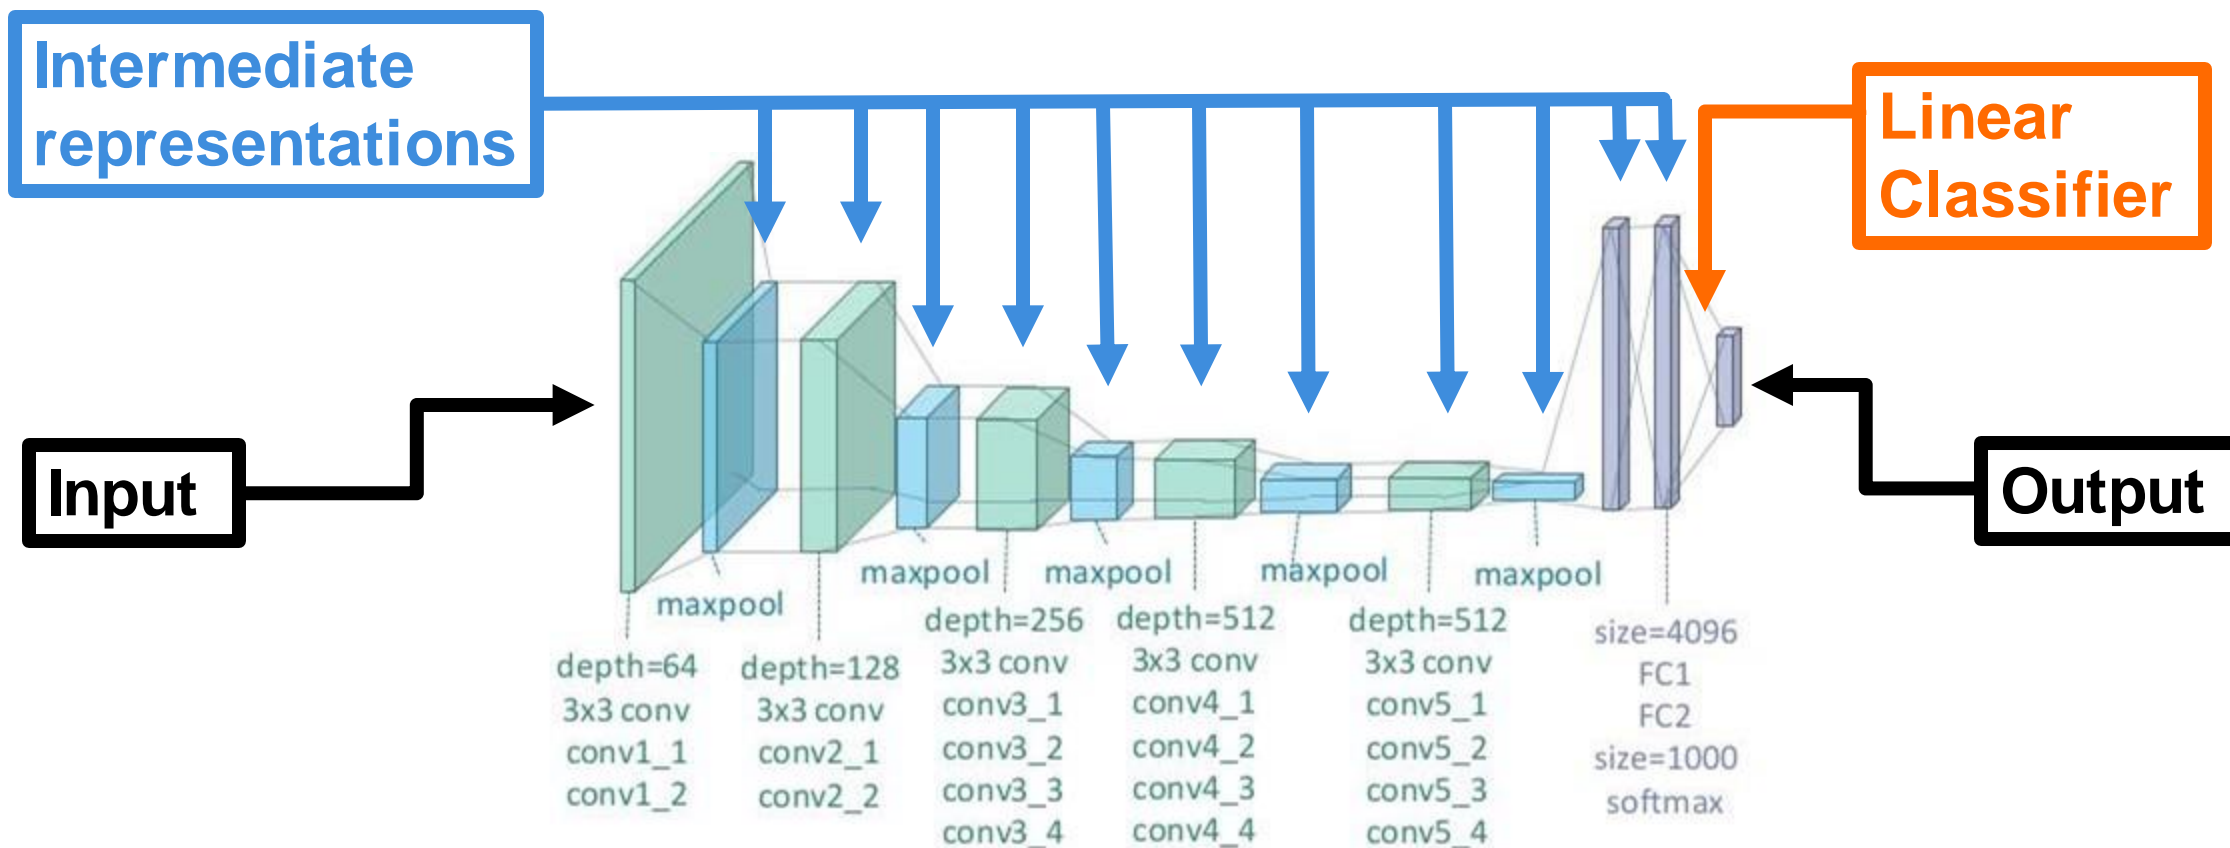 Intermediate
representations
Linear
Classifier
Input
Output
maxpool
maxpool
maxpool
maxpool
maxpool
depth=64
3x3 conv
conv1_1
conv1_2
depth=128
3x3 conv
conv2_1
conv2_2
depth=256
3x3 conv
conv3_1
conv3_2
conv3_3
conv3_4
depth=512
3x3 conv
conv4_1
conv4_2
conv4_3
conv4_4
depth=512
3x3 conv
conv5_1
conv5_2
conv5_3
conv5_4
size=4096
FC1
FC2
size=1000
softmax